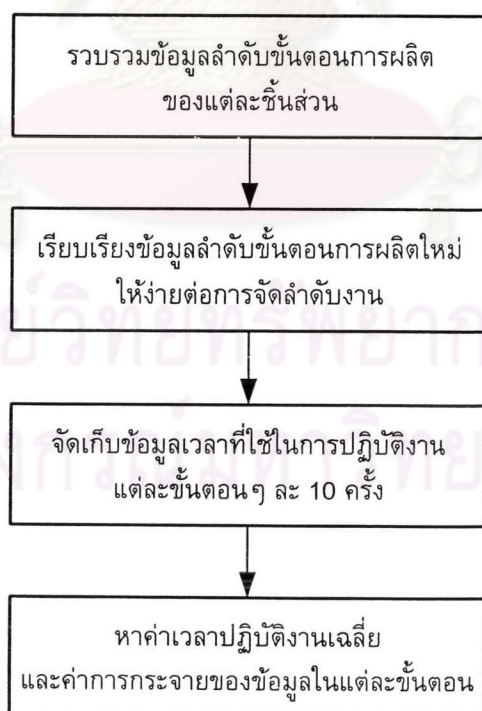 รวบรวมข้อมูลลำดับขั้นตอนการผลิต
ของแต่ละชิ้นส่วน
เรียบเรียงข้อมูลลำดับขั้นตอนการผลิตใหม่
ให้ง่ายต่อการจัดลำดับงาน
จัดเก็บข้อมูลเวลาที่ใช้ในการปฏิบัติงาน
แต่ละขั้นตอนๆ ละ 10 ครั้ง
หาค่าเวลาปฏิบัติงานเฉลี่ย
และค่าการกระจายของข้อมูลในแต่ละขั้นตอน